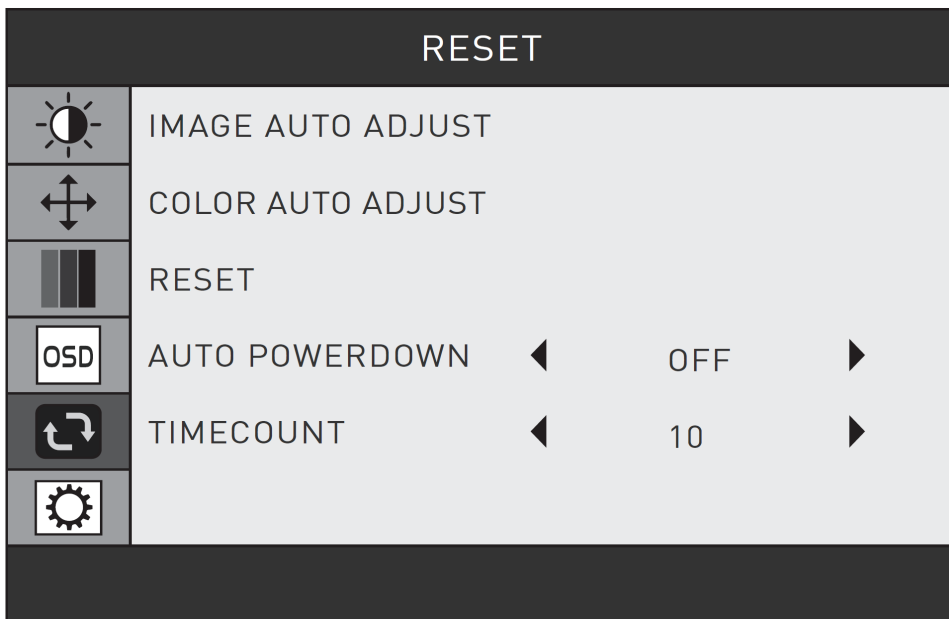 RESET
IMAGE AUTO ADJUST
COLOR AUTO ADJUST
RESET
OSD
AUTO POWERDOWN OFF
TIMECOUNT 10